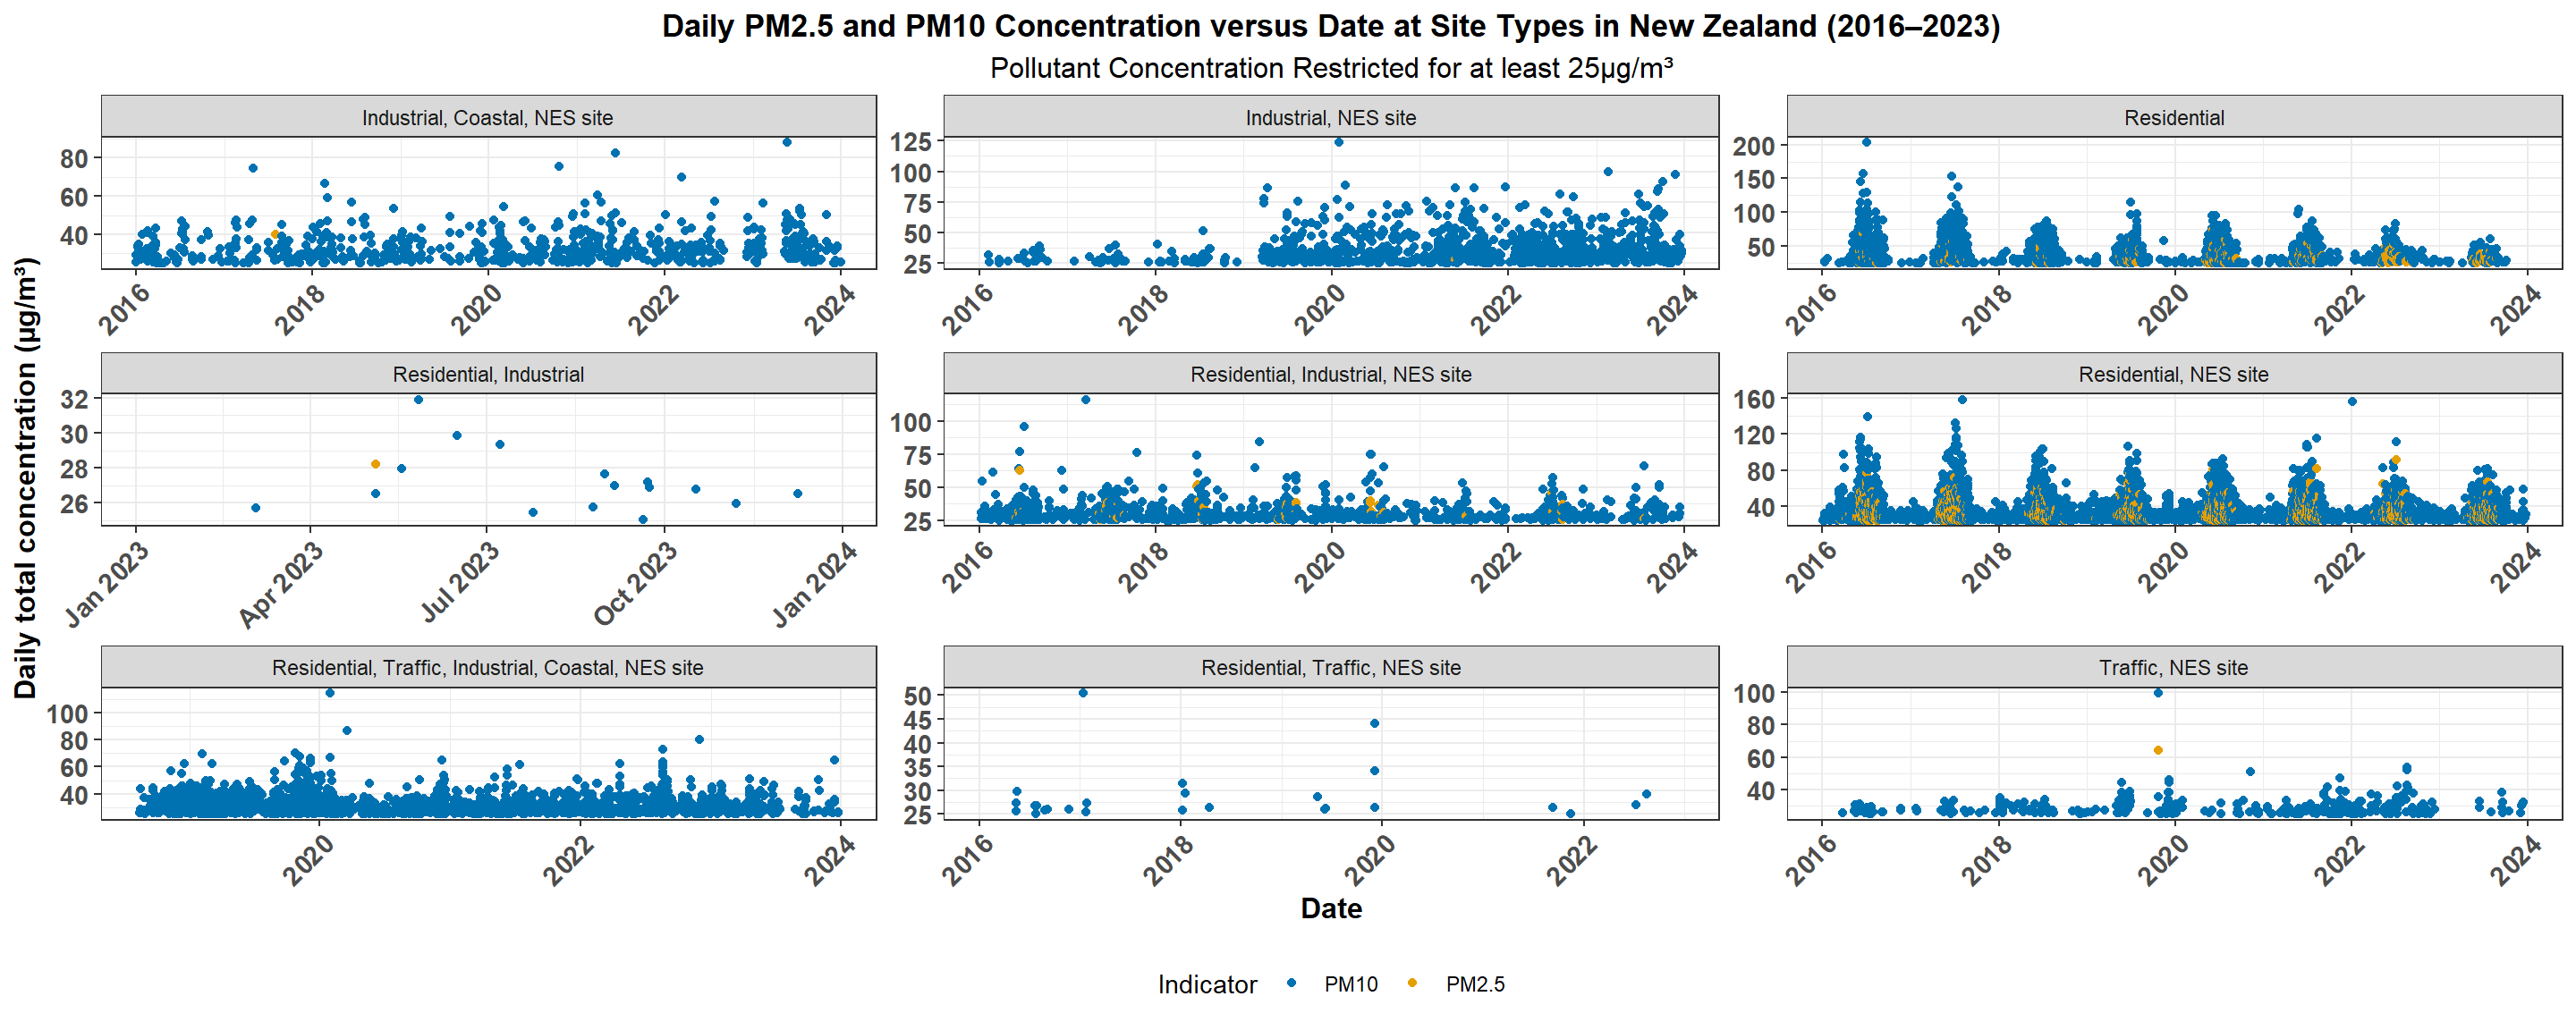 Daily PM2.5 and PM10 Concentration versus Date at Site Types in New Zealand (2016–2023)
Pollutant Concentration Restricted for at least 25µg/m³
Daily total concentration (µg/m³)
Industrial, Coastal, NES site
80
60
40
2016 2018 2020 2022 2024
Industrial, NES site
125
100
75
50
25
2016 2018 2020 2022 2024
Residential
200
150
100
50
2016 2018 2020 2022 2024
Residential, Industrial
32
30
28
26
Jan 2023 Apr 2023 Jul 2023 Oct 2023 Jan 2024
Residential, Industrial, NES site
100
75
50
25
2016 2018 2020 2022 2024
Residential, NES site
160
120
80
40
2016 2018 2020 2022 2024
Residential, Traffic, Industrial, Coastal, NES site
100
80
60
40
2020 2022 2024
Residential, Traffic, NES site
50
45
40
35
30
25
2016 2018 2020 2022
Traffic, NES site
100
80
60
40
2016 2018 2020 2022 2024
Date
Indicator PM10 PM2.5